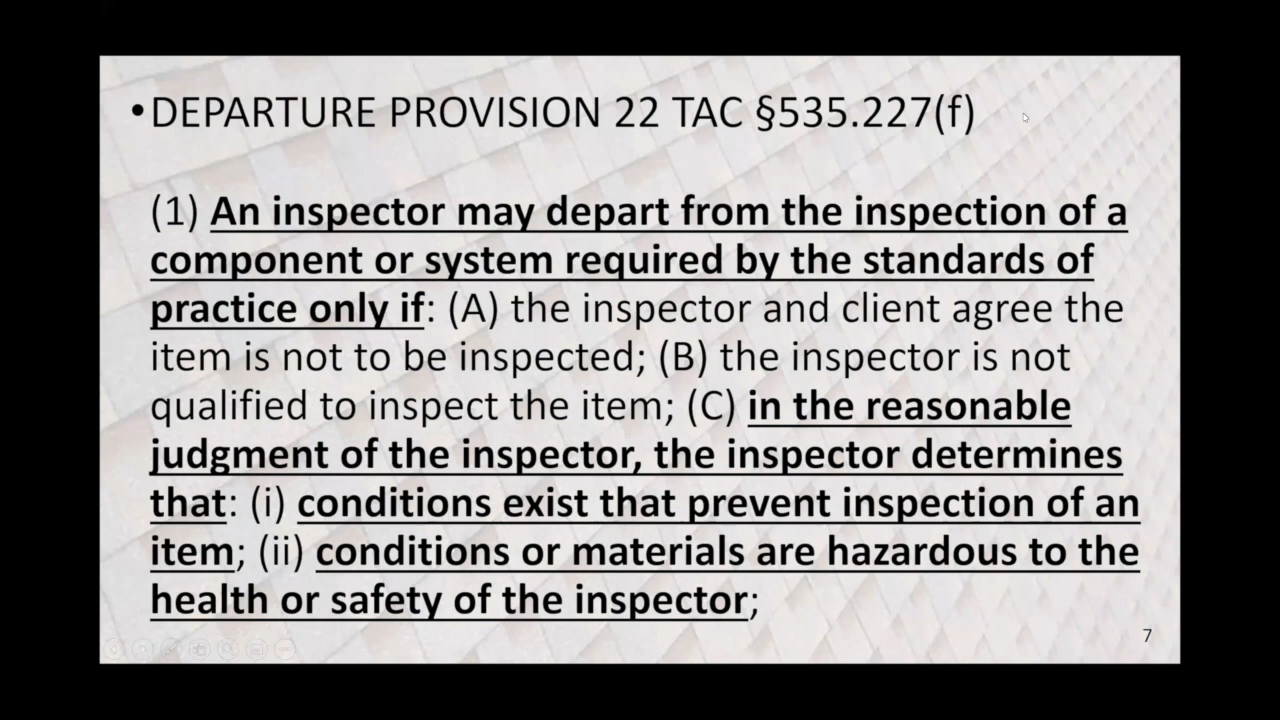 •DEPARTURE PROVISION 22 TAC §535.227(f)
(1) An inspector may depart from the inspection of a
component or system required by the standards of
practice only if: (A) the inspector and client agree the
item is not to be inspected; (B) the inspector is not
qualified to inspect the item; (C) in the reasonable
judgment of the inspector, the inspector determines
that: (i) conditions exist that prevent inspection of an
item; (ii) conditions or materials are hazardous to the
health or safety of the inspector;
7